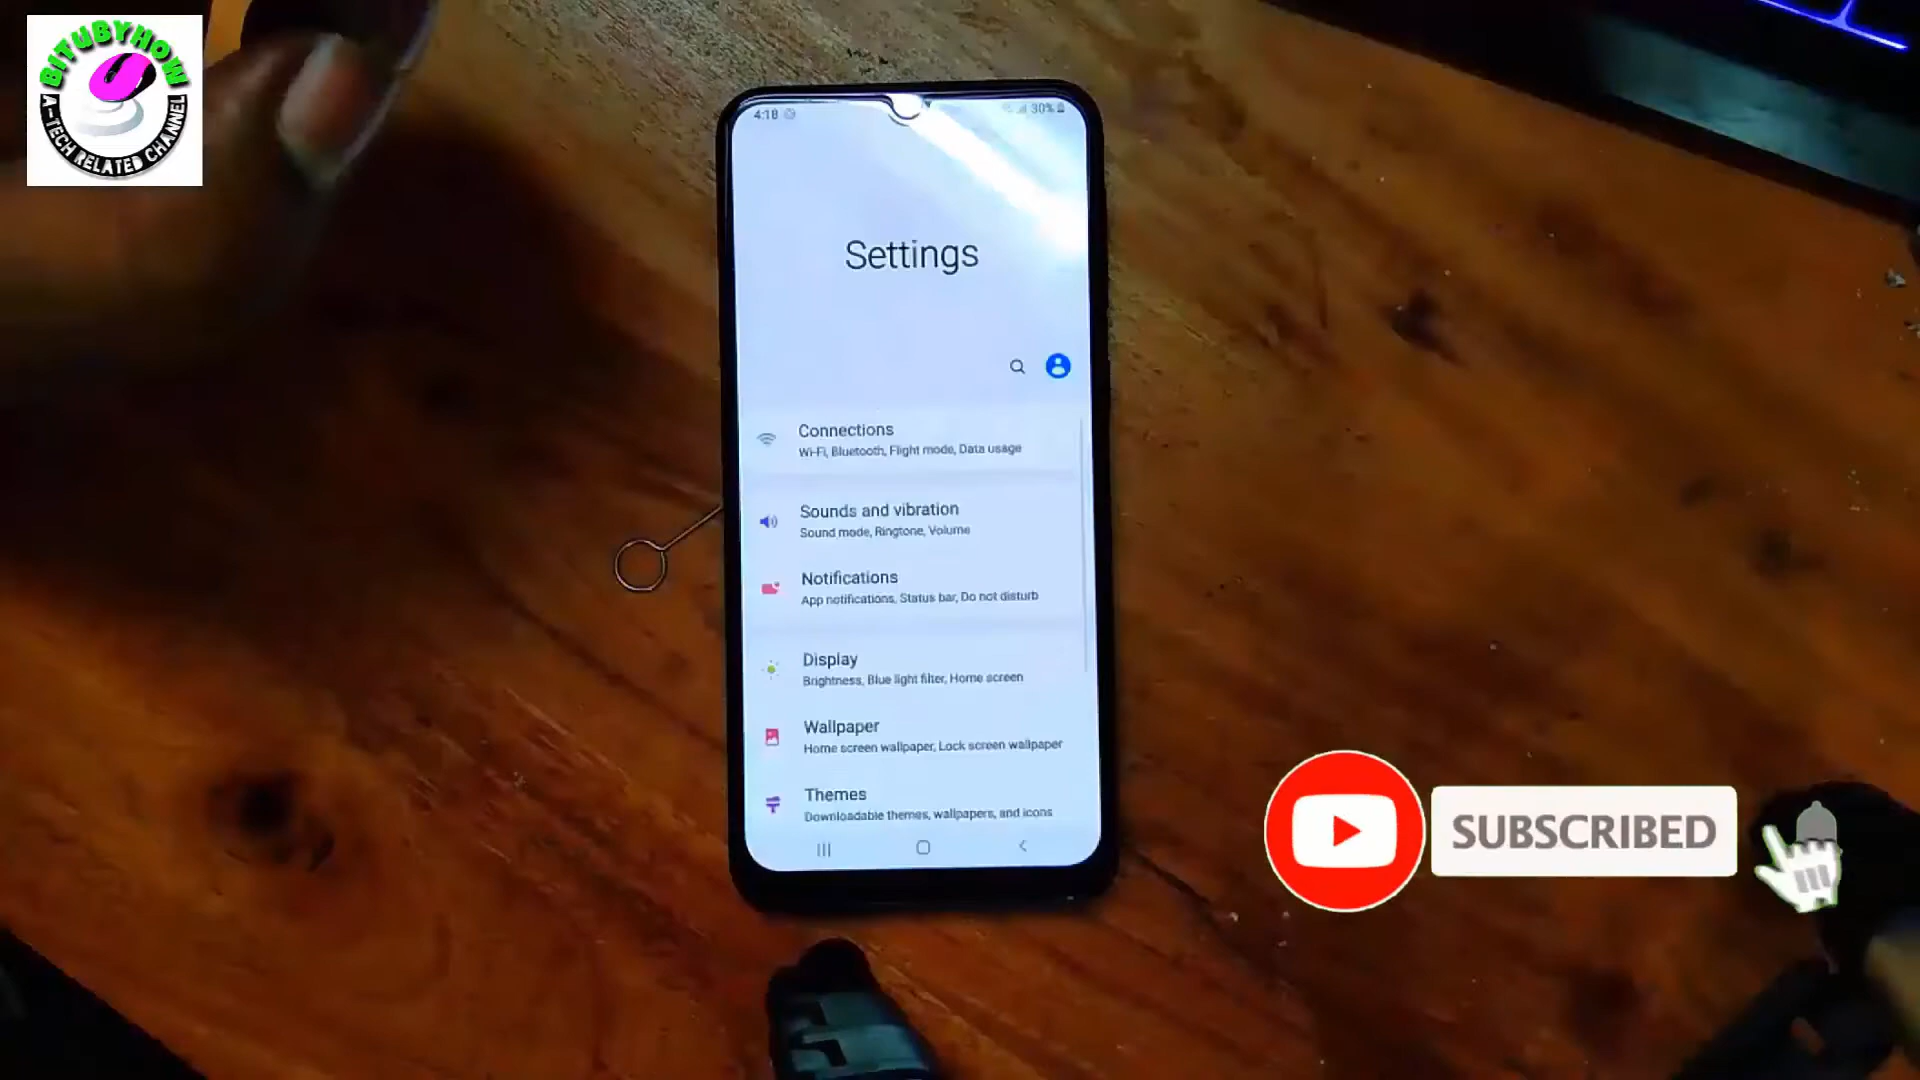 BITUBYHOW
A-TECH RELATED CHANNEL
4:18
30%
Settings
Connections
Wi-Fi, Bluetooth, Flight mode, Data usage
Sounds and vibration
Sound mode, Ringtone, Volume
Notifications
App notifications, Status bar, Do not disturb
Display
Brightness, Blue light filter, Home screen
Wallpaper
Home screen wallpaper, Lock screen wallpaper
Themes
Downloadable themes, wallpapers, and icons
SUBSCRIBED